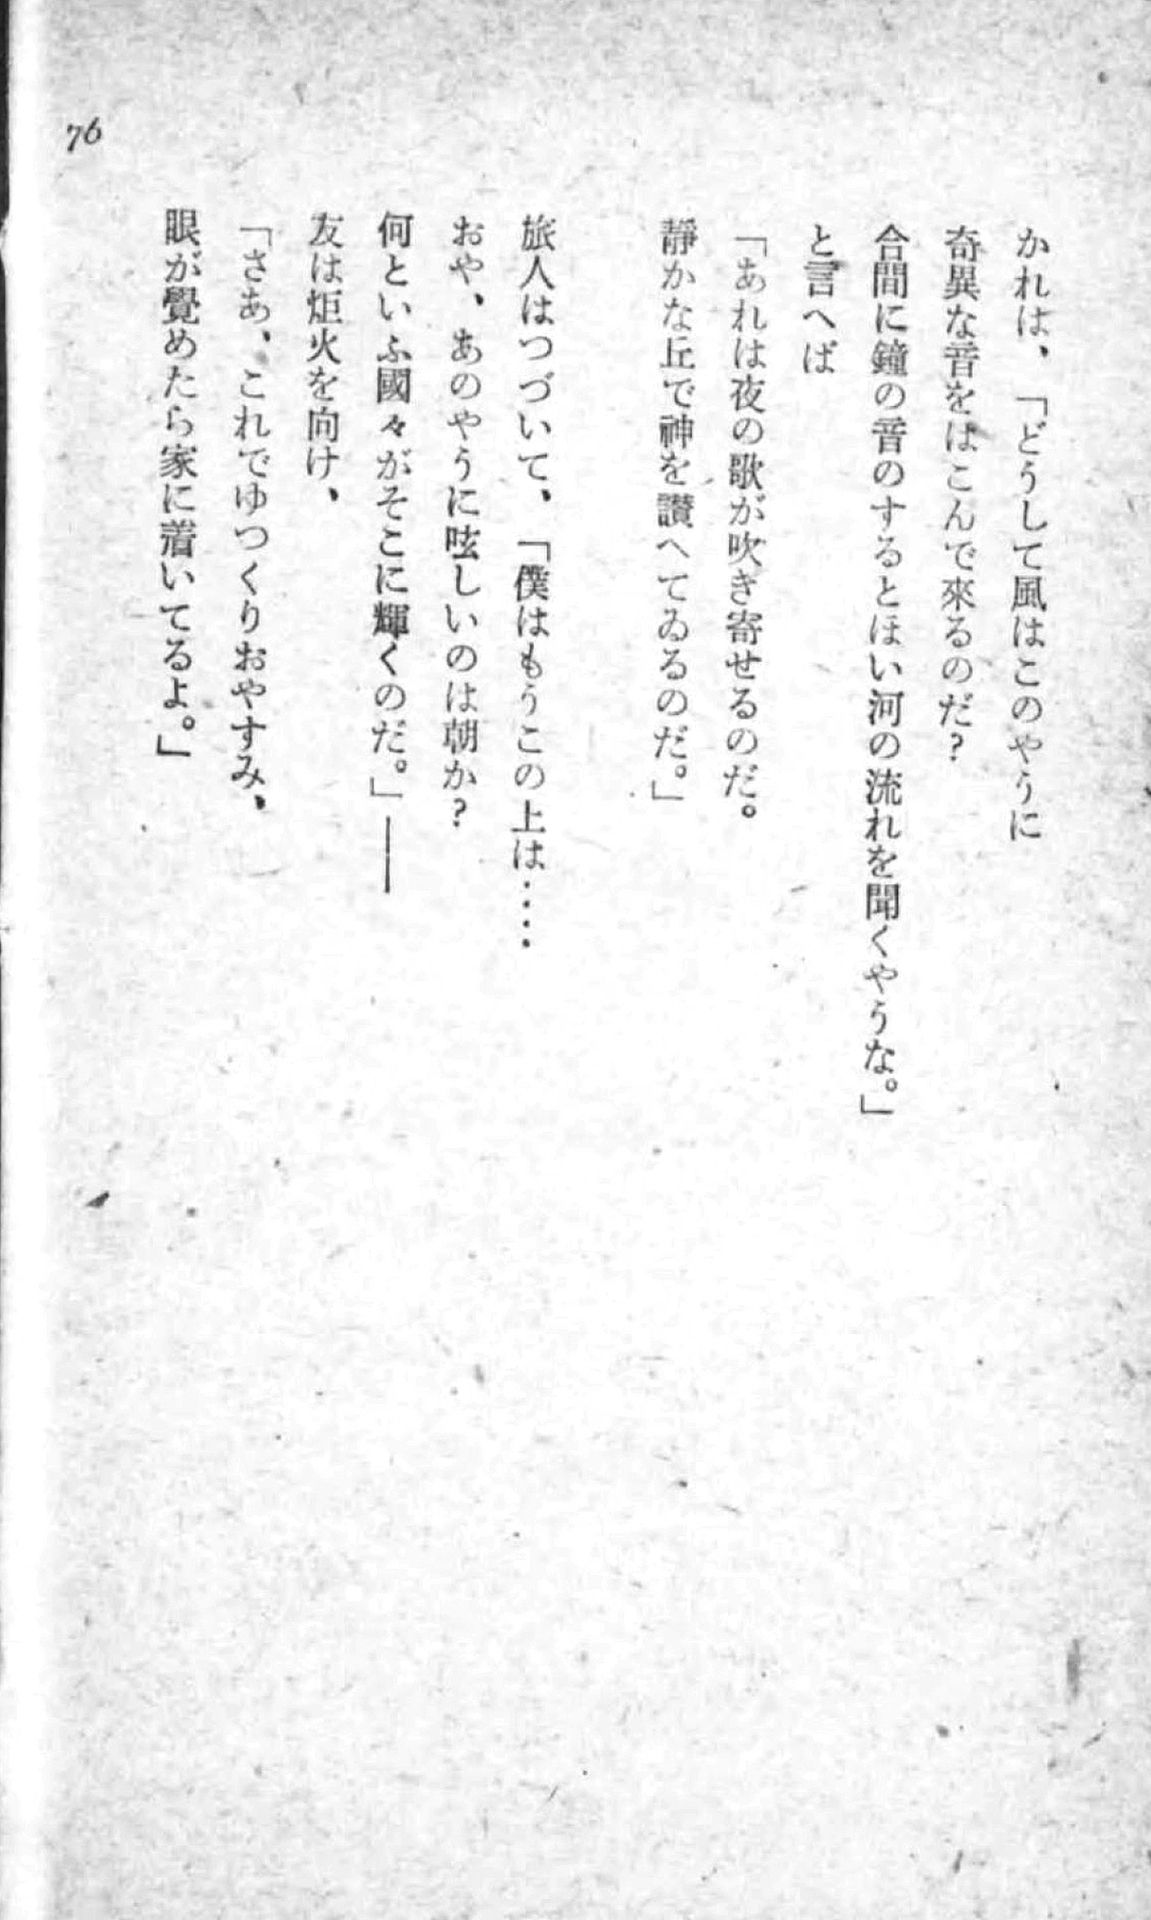 76
かれは、「どうして風はこのやうに
奇異な音をはこんで來るのだ?
合間に鐘の音のするとほい河の流れを聞くやうな。」
と言へば
「あれは夜の歌が吹き寄せるのだ。
靜かな丘で神を讃へてゐるのだ。」
旅人はつづいて、「僕はもうこの上は‥‥
おや、あのやうに呟しいのは朝か?
何といふ國々がそこに輝くのだ。」――
友は炬火を向け、
「さあ、これでゆつくりおやすみ、
眼が覺めたら家に着いてるよ。」